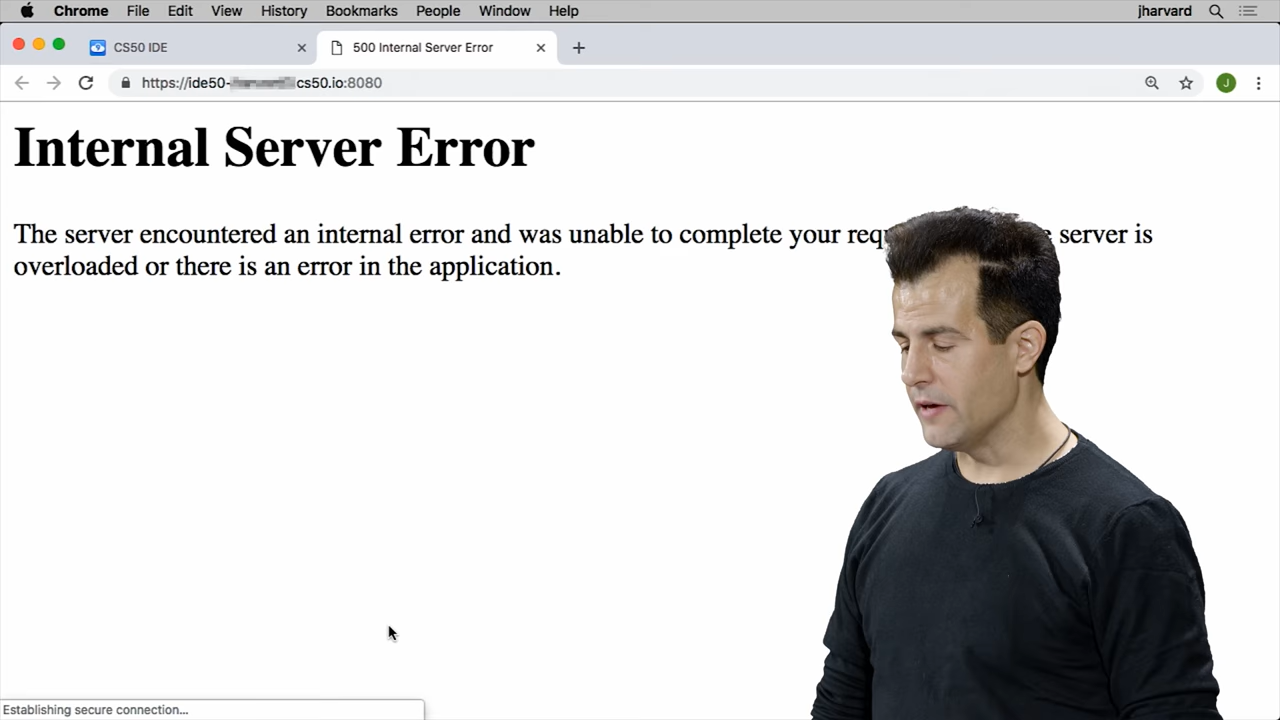 Chrome File Edit View History Bookmarks People Window Help jharvard
CS50 IDE 500 Internal Server Error
https://ide50- cs50.io:8080 J
Internal Server Error
The server encountered an internal error and was unable to complete your server is
overloaded or there is an error in the application.
Establishing secure connection...